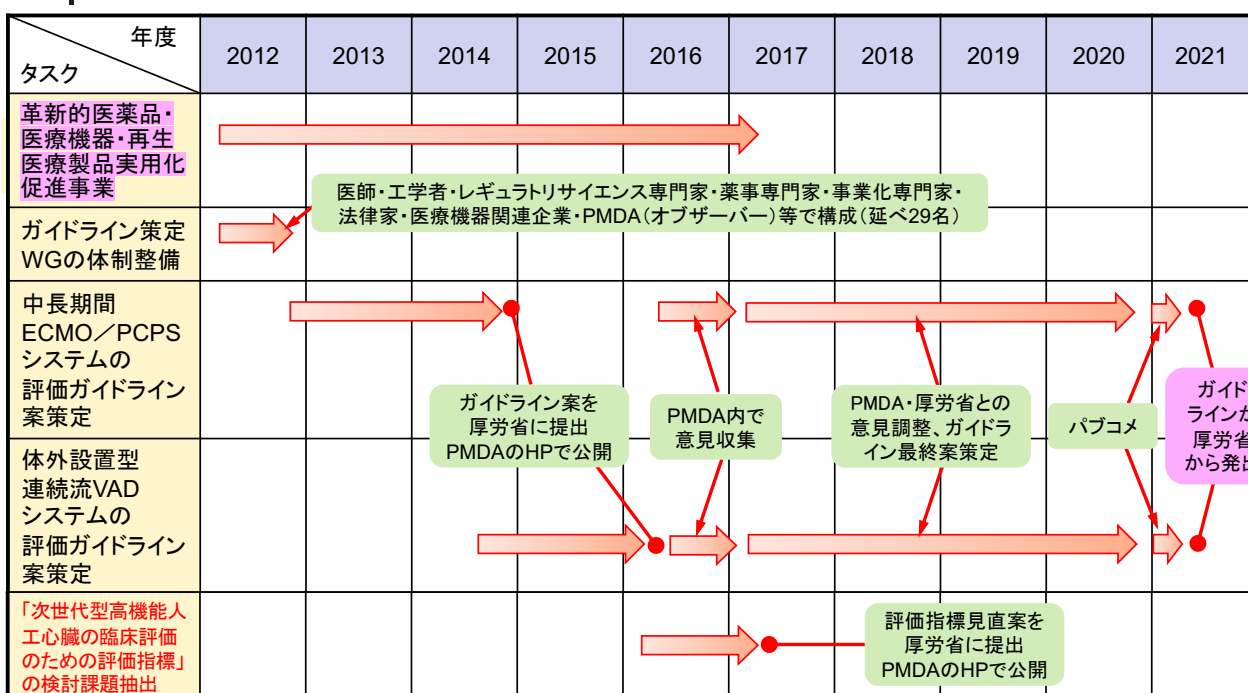 年度
タスク
2012
2013
2014
2015
2016
2017
2018
2019
2020
2021
革新的医薬品・
医療機器・再生
医療製品実用化
促進事業
医師・工学者・レギュラトリサイエンス専門家・薬事専門家・事業化専門家・
法律家・医療機器関連企業・PMDA（オブザーバー）等で構成（延べ29名）
ガイドライン策定
WGの体制整備
中長期間
ECMO／PCPS
システムの
評価ガイドライン
案策定
ガイドライン案を
厚労省に提出
PMDAのHPで公開
PMDA内で
意見収集
PMDA・厚労省との
意見調整、ガイドラ
イン最終案策定
パブコメ
ガイド
ラインが
厚労省
から発出
体外設置型
連続流VAD
システムの
評価ガイドライン
案策定
「次世代型高機能人
工心臓の臨床評価
のための評価指標」
の検討課題抽出
評価指標見直案を
厚労省に提出
PMDAのHPで公開